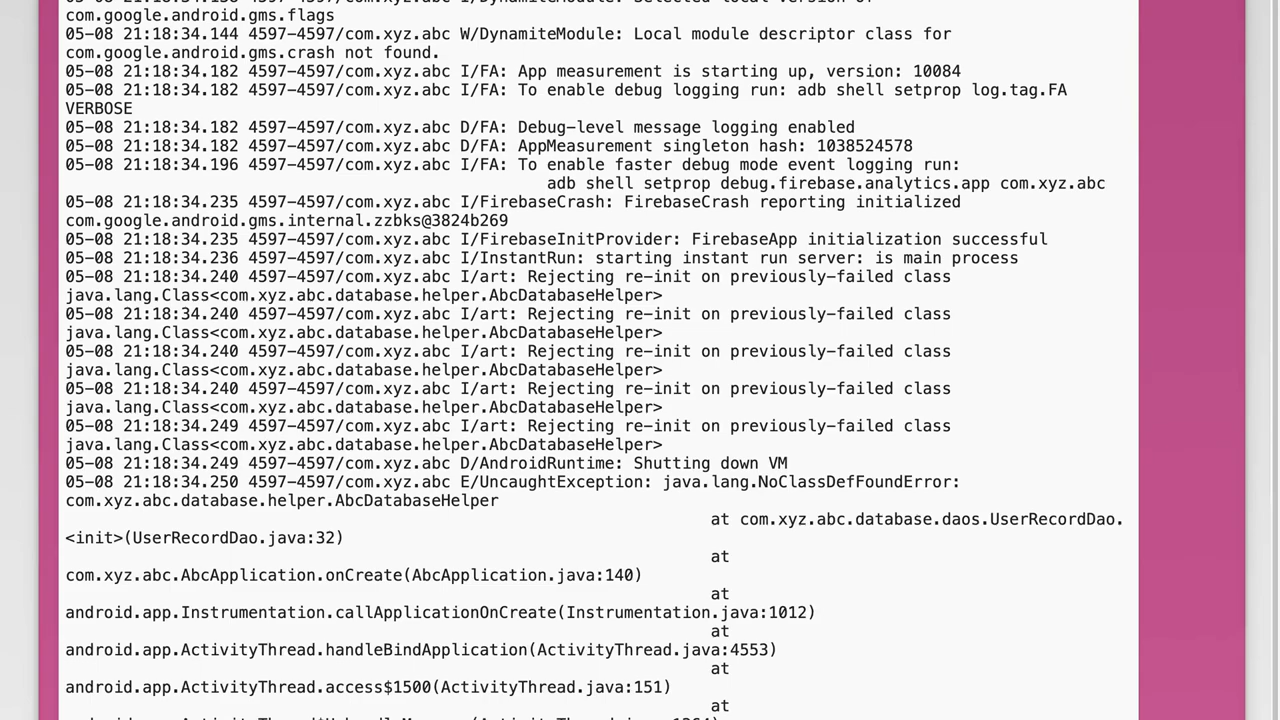 com.google.android.gms.flags
05-08 21:18:34.144 4597-4597/com.xyz.abc W/DynamiteModule: Local module descriptor class for
com.google.android.gms.crash not found.
05-08 21:18:34.182 4597-4597/com.xyz.abc I/FA: App measurement is starting up, version: 10084
05-08 21:18:34.182 4597-4597/com.xyz.abc I/FA: To enable debug logging run: adb shell setprop log.tag.FA
VERBOSE
05-08 21:18:34.182 4597-4597/com.xyz.abc D/FA: Debug-level message logging enabled
05-08 21:18:34.182 4597-4597/com.xyz.abc D/FA: AppMeasurement singleton hash: 1038524578
05-08 21:18:34.196 4597-4597/com.xyz.abc I/FA: To enable faster debug mode event logging run:
adb shell setprop debug.firebase.analytics.app com.xyz.abc
05-08 21:18:34.235 4597-4597/com.xyz.abc I/FirebaseCrash: FirebaseCrash reporting initialized
com.google.android.gms.internal.zzbks@3824b269
05-08 21:18:34.235 4597-4597/com.xyz.abc I/FirebaseInitProvider: FirebaseApp initialization successful
05-08 21:18:34.236 4597-4597/com.xyz.abc I/InstantRun: starting instant run server: is main process
05-08 21:18:34.240 4597-4597/com.xyz.abc I/art: Rejecting re-init on previously-failed class
java.lang.Class<com.xyz.abc.database.helper.AbcDatabaseHelper>
05-08 21:18:34.240 4597-4597/com.xyz.abc I/art: Rejecting re-init on previously-failed class
java.lang.Class<com.xyz.abc.database.helper.AbcDatabaseHelper>
05-08 21:18:34.240 4597-4597/com.xyz.abc I/art: Rejecting re-init on previously-failed class
java.lang.Class<com.xyz.abc.database.helper.AbcDatabaseHelper>
05-08 21:18:34.240 4597-4597/com.xyz.abc I/art: Rejecting re-init on previously-failed class
java.lang.Class<com.xyz.abc.database.helper.AbcDatabaseHelper>
05-08 21:18:34.249 4597-4597/com.xyz.abc I/art: Rejecting re-init on previously-failed class
java.lang.Class<com.xyz.abc.database.helper.AbcDatabaseHelper>
05-08 21:18:34.249 4597-4597/com.xyz.abc D/AndroidRuntime: Shutting down VM
05-08 21:18:34.250 4597-4597/com.xyz.abc E/UncaughtException: java.lang.NoClassDefFoundError:
com.xyz.abc.database.helper.AbcDatabaseHelper
at com.xyz.abc.database.daos.UserRecordDao.
<init>(UserRecordDao.java:32)
at
com.xyz.abc.AbcApplication.onCreate(AbcApplication.java:140)
at
android.app.Instrumentation.callApplicationOnCreate(Instrumentation.java:1012)
at
android.app.ActivityThread.handleBindApplication(ActivityThread.java:4553)
at
android.app.ActivityThread.access$1500(ActivityThread.java:151)
at